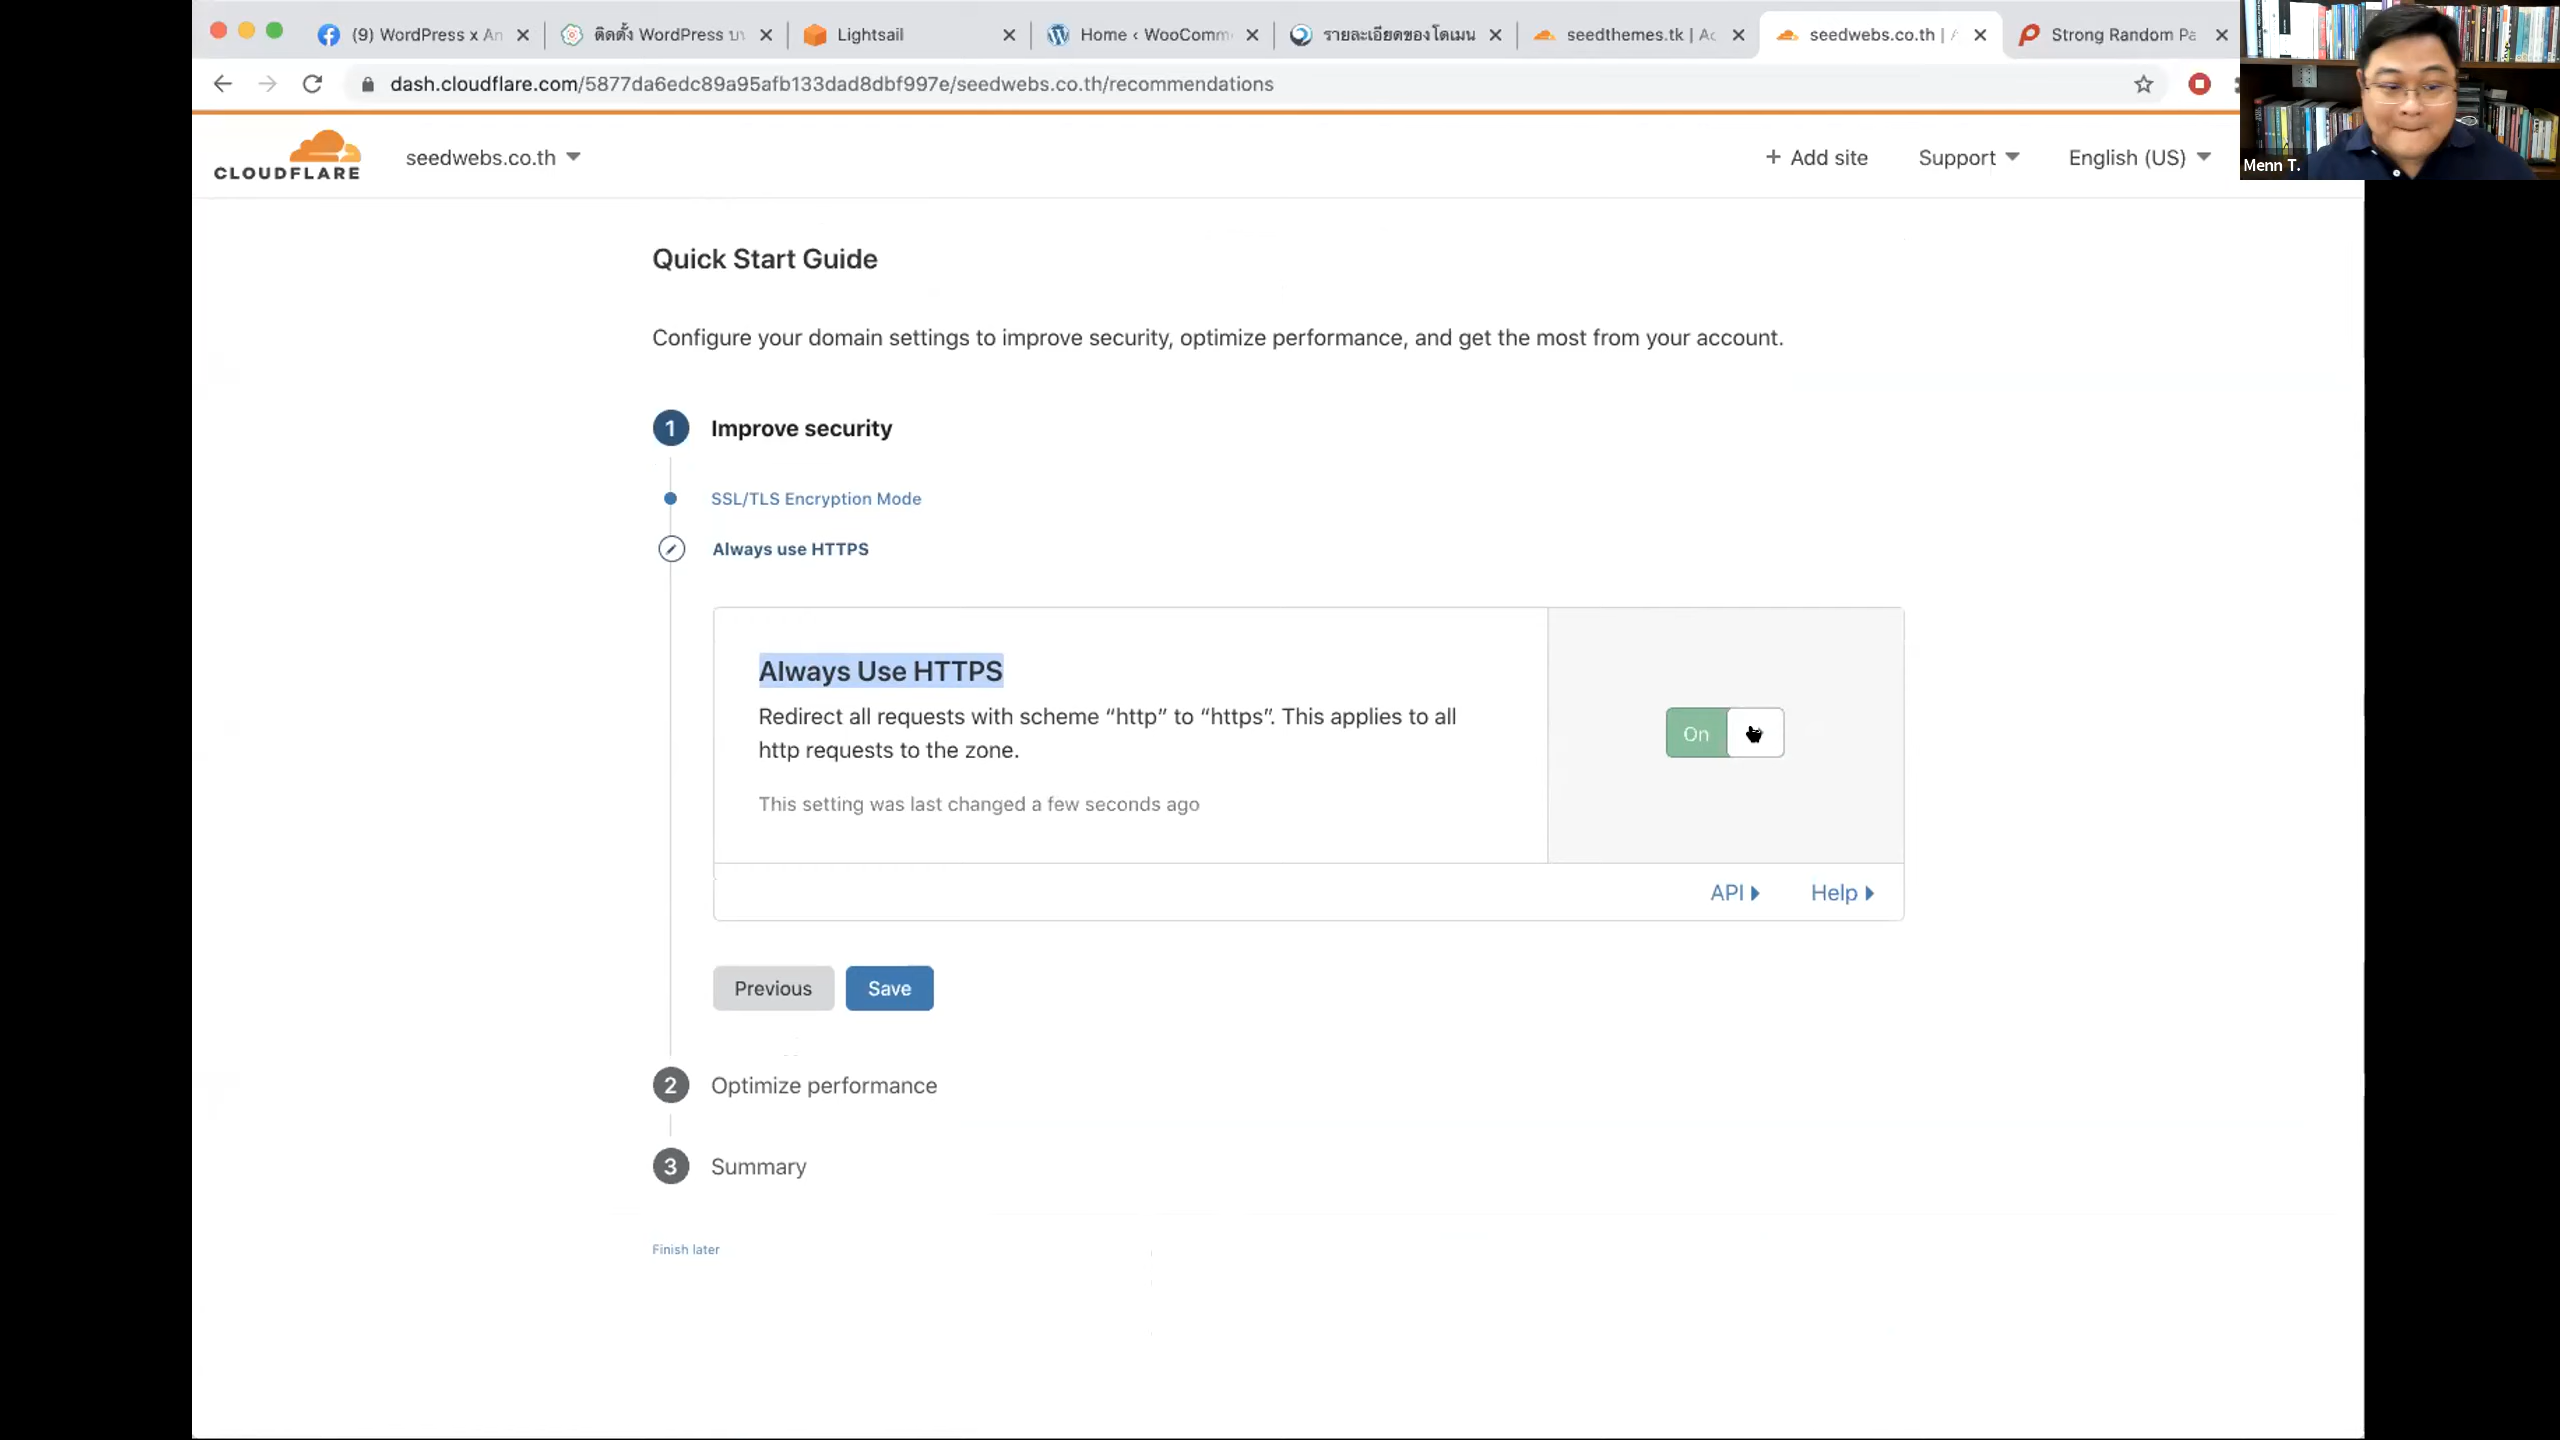 (9) WordPress x An
ติดตั้ง WordPress บน
Lightsail
Home ‹ WooComm
รายละเอียดของโดเมน
seedthemes.tk | Ac
seedwebs.co.th |
Strong Random Pa
dash.cloudflare.com/5877da6edc89a95afb133dad8dbf997e/seedwebs.co.th/recommendations
CLOUDFLARE
seedwebs.co.th
+ Add site
Support
English (US)
Menn T.
Quick Start Guide
Configure your domain settings to improve security, optimize performance, and get the most from your account.
1 Improve security
SSL/TLS Encryption Mode
Always use HTTPS
Always Use HTTPS
Redirect all requests with scheme “http” to “https”. This applies to all
http requests to the zone.
This setting was last changed a few seconds ago
On
API
Help
Previous
Save
2 Optimize performance
3 Summary
Finish later